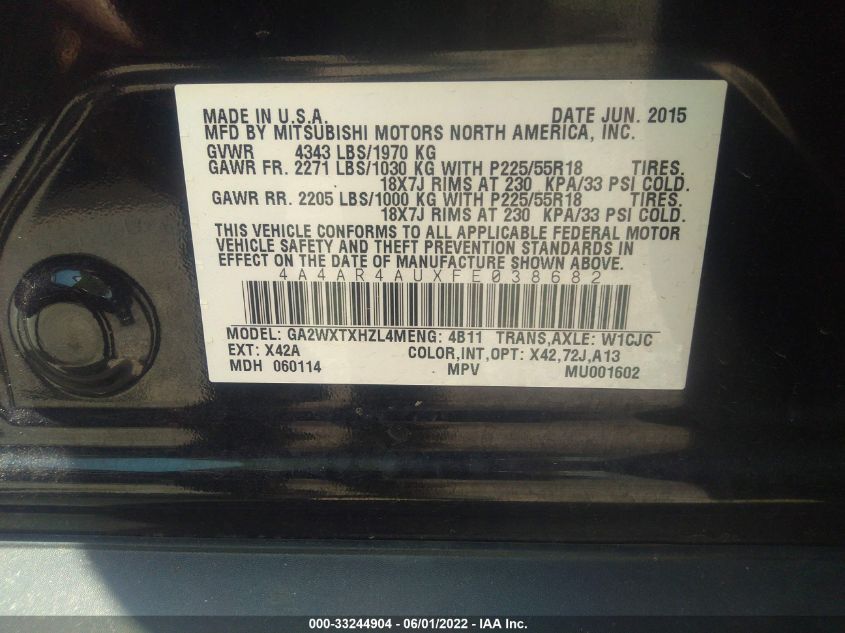 MADE IN U.S.A. DATE JUN. 2015
MFD BY MITSUBISHI MOTORS NORTH AMERICA, INC.
GVWR 4343 LBS/1970 KG
GAWR FR. 2271 LBS/1030 KG WITH P225/55R18 TIRES.
18X7J RIMS AT 230 KPA/33 PSI COLD.
GAWR RR. 2205 LBS/1000 KG WITH P225/55R18 TIRES.
18X7J RIMS AT 230 KPA/33 PSI COLD.
THIS VEHICLE CONFORMS TO ALL APPLICABLE FEDERAL MOTOR
VEHICLE SAFETY AND THEFT PREVENTION STANDARDS IN
EFFECT ON THE DATE OF MANUFACTURE SHOWN ABOVE.
4A4AR4AUXFE038682
MODEL: GA2WXTXHZL4MENG: 4B11 TRANS,AXLE: W1CJC
EXT: X42A COLOR,INT,OPT: X42,72J,A13
MDH 060114 MPV MU001602
000-33244904 - 06/01/2022 - IAA Inc.